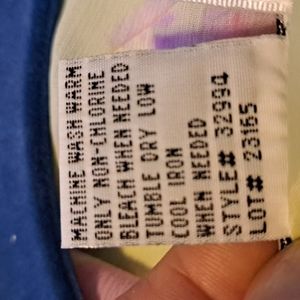 MACHINE WASH WARM
ONLY NON-CHLORINE
BLEACH WHEN NEEDED
TUMBLE DRY LOW
COOL IRON
WHEN NEEDED
STYLE# 32994
LOT# 23165